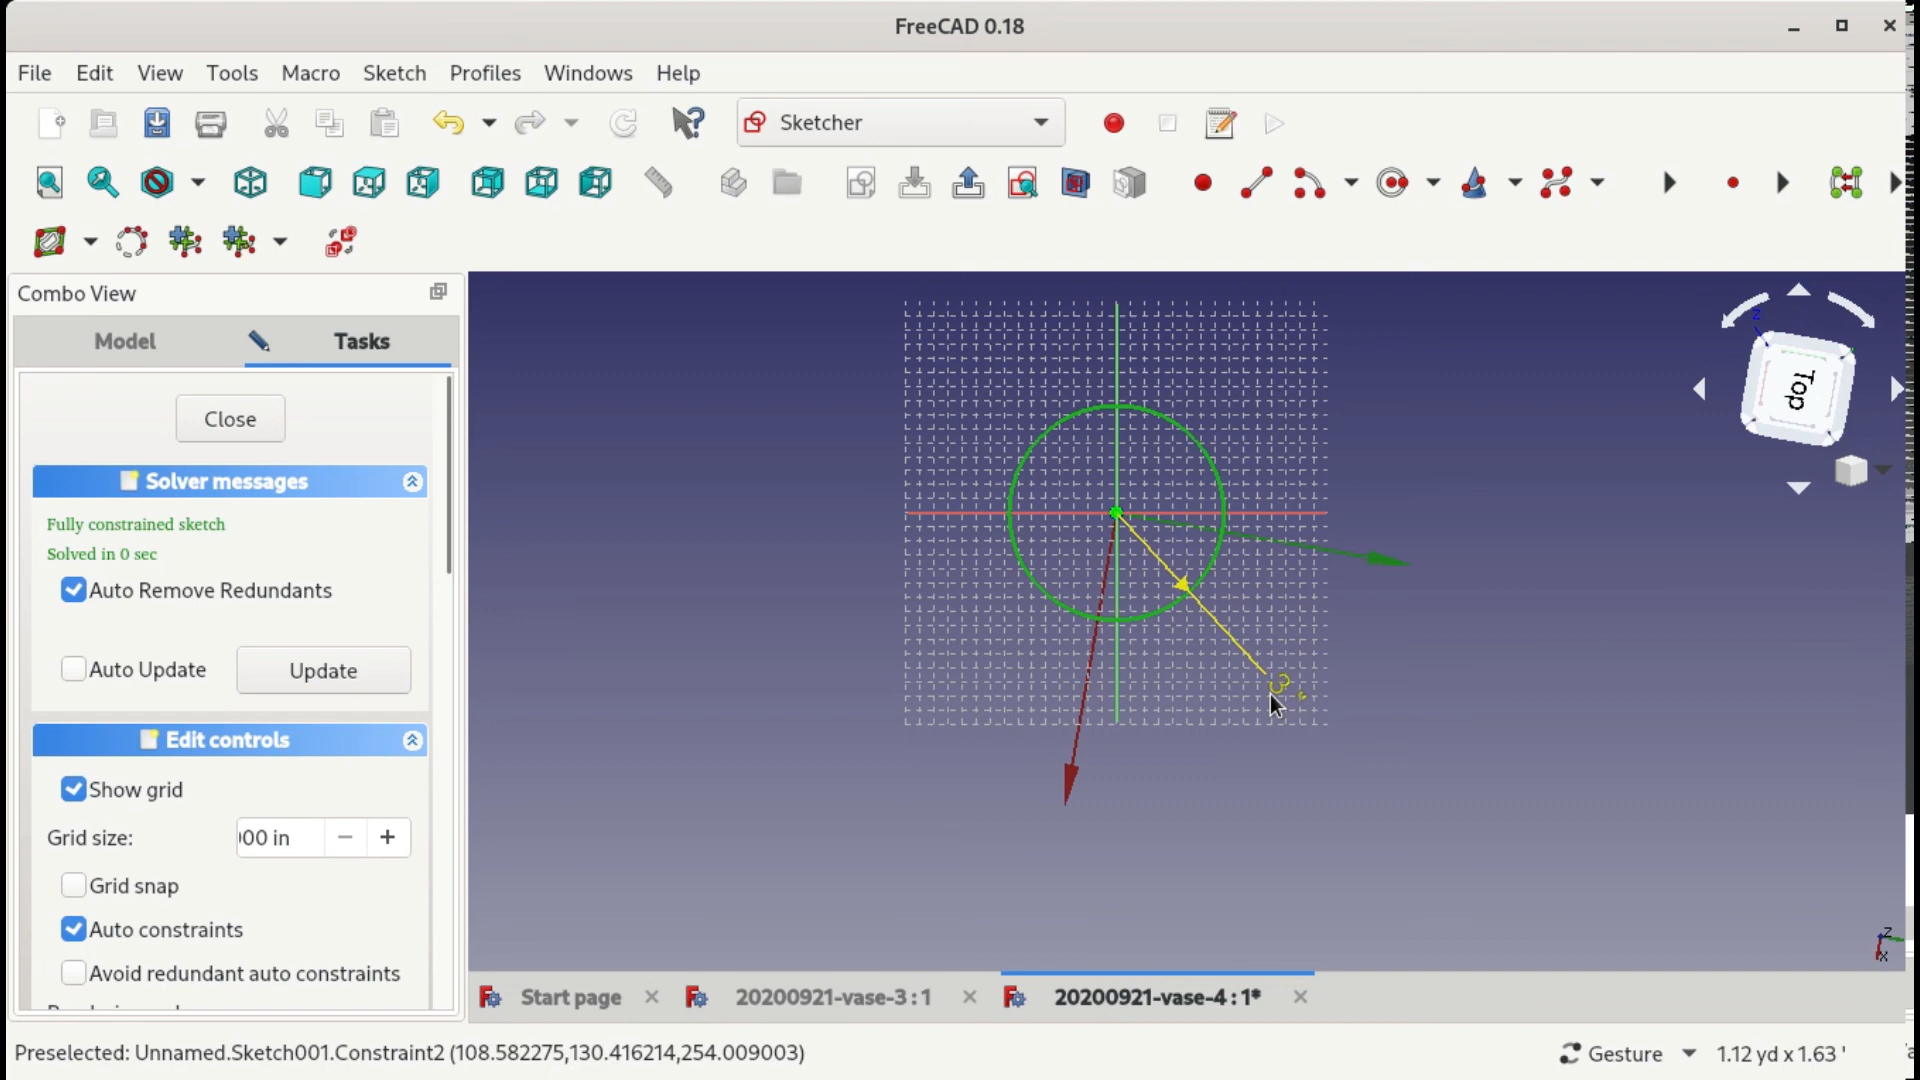 FreeCAD 0.18
File Edit View Tools Macro Sketch Profiles Windows Help
Sketcher
Combo View
Model Tasks
Close
Solver messages
Fully constrained sketch
Solved in 0 sec
Auto Remove Redundants
Auto Update Update
Edit controls
Show grid
Grid size: 00 in
Grid snap
Auto constraints
Avoid redundant auto constraints
Z
Top
3 "
Z
X
Start page 20200921-vase-3 : 1 20200921-vase-4 : 1*
Preselected: Unnamed.Sketch001.Constraint2 (108.582275,130.416214,254.009003)
Gesture 1.12 yd x 1.63 '